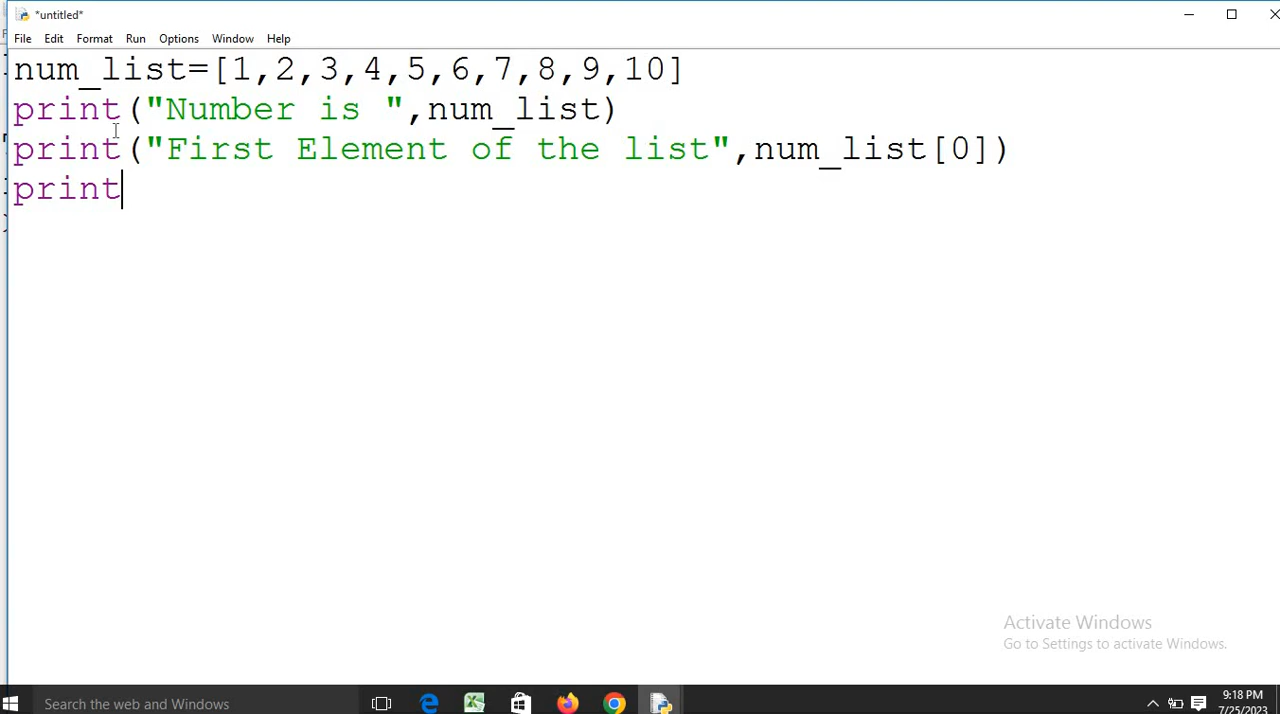 *untitled*
File Edit Format Run Options Window Help
num_list=[1,2,3,4,5,6,7,8,9,10]
print("Number is ",num_list)
print("First Element of the list",num_list[0])
print
Activate Windows
Go to Settings to activate Windows.
Search the web and Windows
9:18 PM
7/25/2023